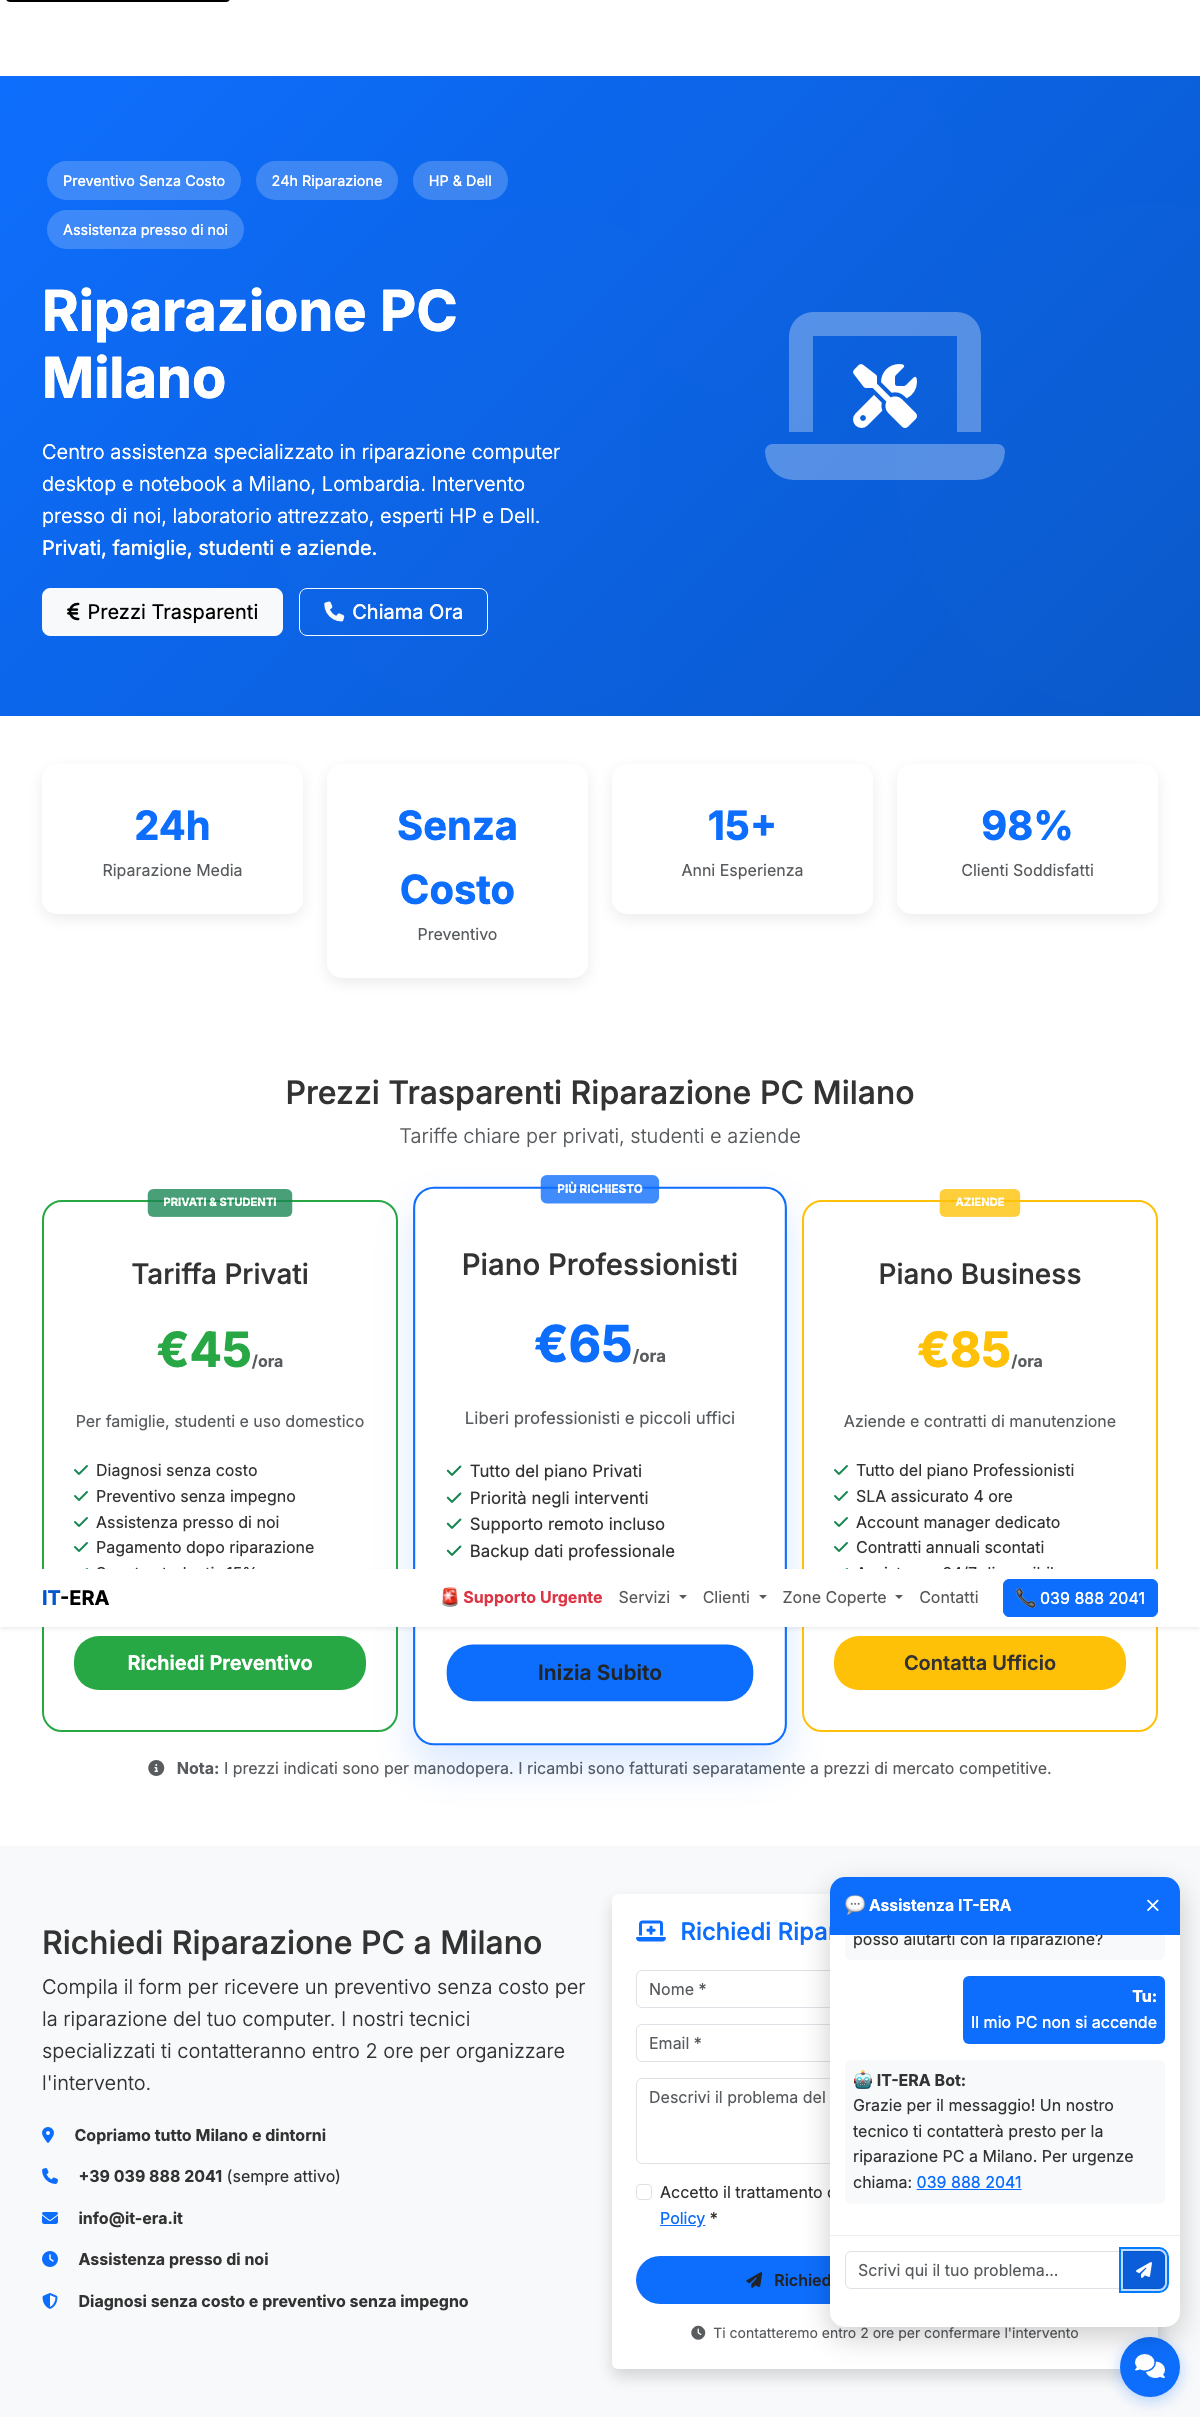 Preventivo Senza Costo
24h Riparazione
HP & Dell
Assistenza presso di noi
Riparazione PC
Milano
Centro assistenza specializzato in riparazione computer
desktop e notebook a Milano, Lombardia. Intervento
presso di noi, laboratorio attrezzato, esperti HP e Dell.
Privati, famiglie, studenti e aziende.
€ Prezzi Trasparenti
Chiama Ora
24h
Riparazione Media
Senza
Costo
Preventivo
15+
Anni Esperienza
98%
Clienti Soddisfatti
Prezzi Trasparenti Riparazione PC Milano
Tariffe chiare per privati, studenti e aziende
PRIVATI & STUDENTI
Tariffa Privati
€45/ora
Per famiglie, studenti e uso domestico
Diagnosi senza costo
Preventivo senza impegno
Assistenza presso di noi
Pagamento dopo riparazione
Richiedi Preventivo
PIÙ RICHIESTO
Piano Professionisti
€65/ora
Liberi professionisti e piccoli uffici
Tutto del piano Privati
Priorità negli interventi
Supporto remoto incluso
Backup dati professionale
Inizia Subito
AZIENDE
Piano Business
€85/ora
Aziende e contratti di manutenzione
Tutto del piano Professionisti
SLA assicurato 4 ore
Account manager dedicato
Contratti annuali scontati
Contatta Ufficio
IT-ERA
Supporto Urgente
Servizi
Clienti
Zone Coperte
Contatti
039 888 2041
Nota: I prezzi indicati sono per manodopera. I ricambi sono fatturati separatamente a prezzi di mercato competitive.
Richiedi Riparazione PC a Milano
Compila il form per ricevere un preventivo senza costo per
la riparazione del tuo computer. I nostri tecnici
specializzati ti contatteranno entro 2 ore per organizzare
l'intervento.
Copriamo tutto Milano e dintorni
+39 039 888 2041 (sempre attivo)
info@it-era.it
Assistenza presso di noi
Diagnosi senza costo e preventivo senza impegno
Richiedi
Nome *
Email *
Descrivi il problema del
Accetto il trattamento
Policy *
Ti contatteremo entro 2 ore per confermare l'intervento
Assistenza IT-ERA
posso aiutarti con la riparazione?
Tu:
Il mio PC non si accende
IT-ERA Bot:
Grazie per il messaggio! Un nostro
tecnico ti contatterà presto per la
riparazione PC a Milano. Per urgenze
chiama: 039 888 2041
Scrivi qui il tuo problema...